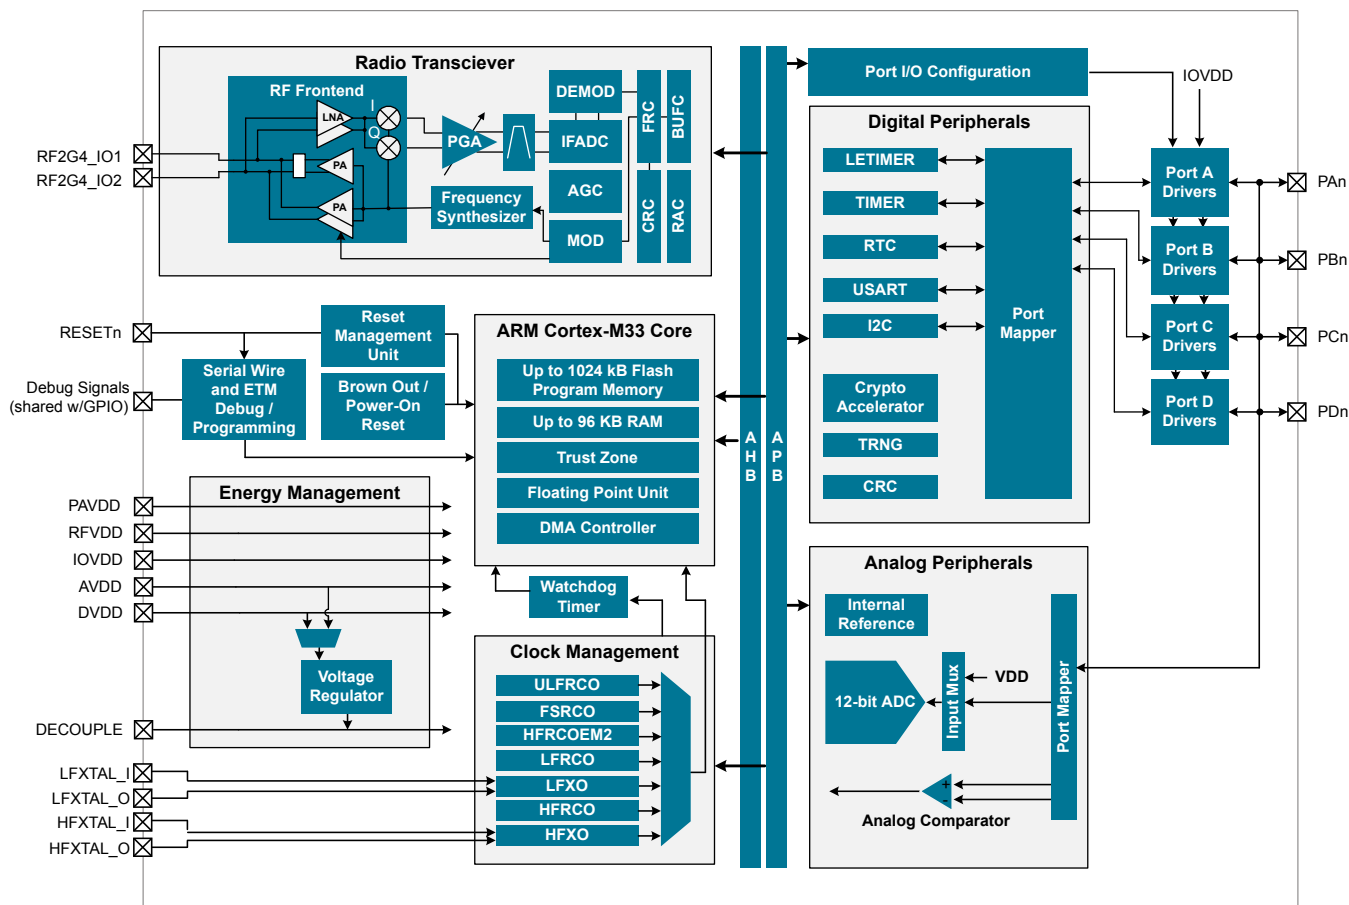 Radio Transciever
RF Frontend
LNA
I
Q
PA
PA
PGA
DEMOD
IFADC
AGC
MOD
Frequency
Synthesizer
FRC
BUFC
CRC
RAC
RF2G4_IO1
RF2G4_IO2
RESETn
Debug Signals
(shared w/GPIO)
Reset
Management
Unit
Serial Wire
and ETM
Debug /
Programming
Brown Out /
Power-On
Reset
ARM Cortex-M33 Core
Up to 1024 kB Flash
Program Memory
Up to 96 KB RAM
Trust Zone
Floating Point Unit
DMA Controller
Watchdog
Timer
Energy Management
PAVDD
RFVDD
IOVDD
AVDD
DVDD
Voltage
Regulator
DECOUPLE
LFXTAL_I
LFXTAL_O
HFXTAL_I
HFXTAL_O
Clock Management
ULFRCO
FSRCO
HFRCOEM2
LFRCO
LFXO
HFRCO
HFXO
AHB
APB
Port I/O Configuration
IOVDD
Digital Peripherals
LETIMER
TIMER
RTC
USART
I2C
Crypto
Accelerator
TRNG
CRC
Port
Mapper
Port A
Drivers
Port B
Drivers
Port C
Drivers
Port D
Drivers
PAn
PBn
PCn
PDn
Analog Peripherals
Internal
Reference
12-bit ADC
Input Mux
VDD
Port Mapper
+
-
Analog Comparator